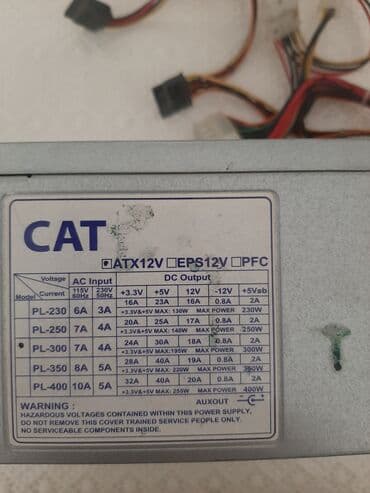 CAT
ATX12V EPS12V PFC
Voltage AC Input DC Output
Model Current 115V 60Hz 230V 50Hz +3.3V +5V 12V -12V +5Vsb
PL-230 6A 3A 16A 23A 16A 0.8A 2A
+3.3V&+5V MAX: 130W MAX POWER 230W
PL-250 7A 4A 20A 25A 17A 0.8A 2A
+3.3V&+5V MAX: 140W MAX POWER 250W
PL-300 7A 4A 24A 30A 18A 0.8A 2A
+3.3V&+5V MAX:195W MAX POWER 300W
PL-350 8A 5A 28A 40A 19A 0.8A 2A
+3.3V&+5V MAX: 220W MAX POWER 350W
PL-400 10A 5A 32A 40A 20A 0.8A 2A
+3.3V&+5V MAX: 255W MAX POWER 400W
WARNING : AUXOUT
HAZARDOUS VOLTAGES CONTAINED WITHIN THIS POWER SUPPLY,
DO NOT REMOVE THIS COVER TRAINED SERVICE PEOPLE ONLY.
NO SERVICEABLE COMPONENTS INSIDE.